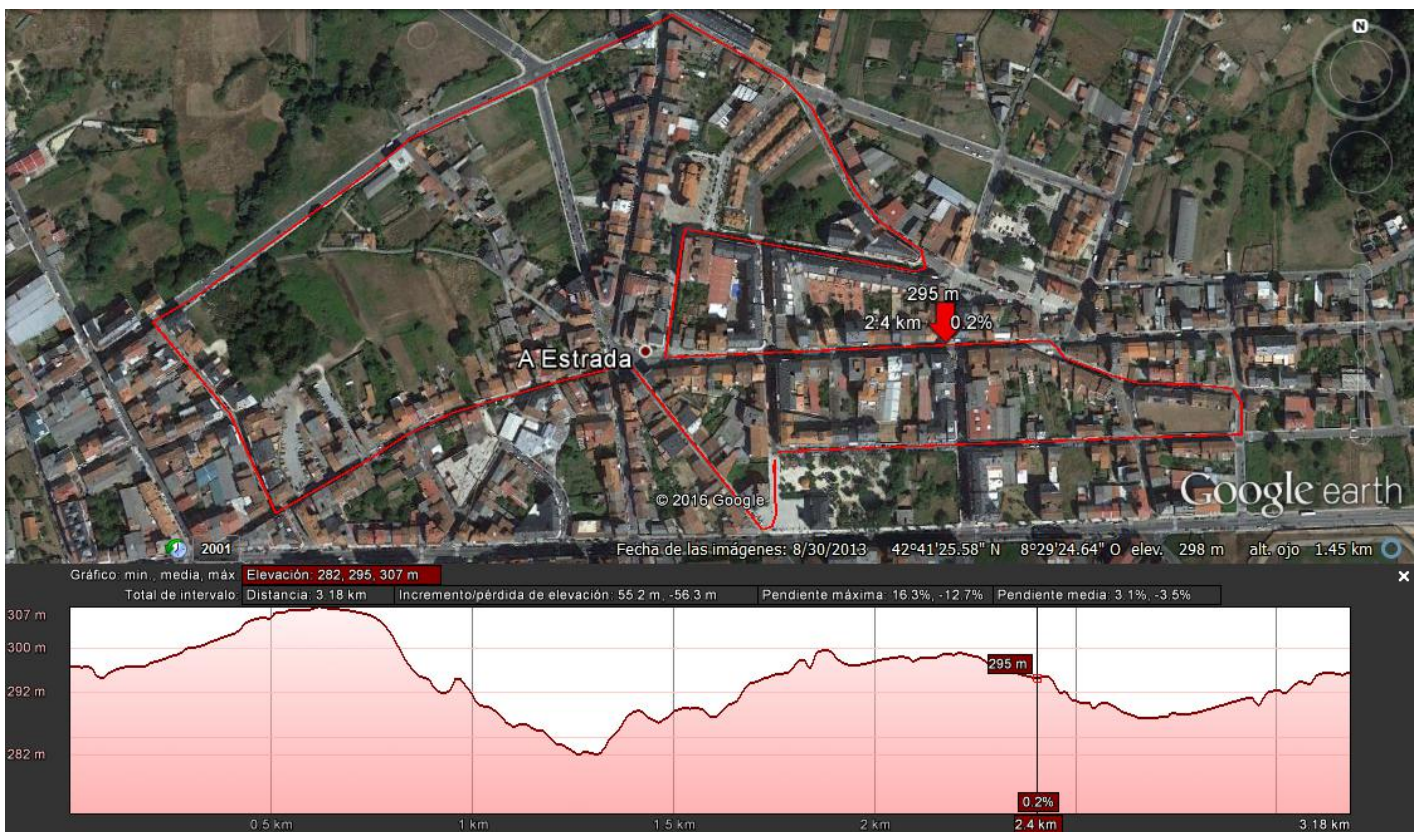 N
295 m
2.4 km 0.2%
A Estrada
© 2016 Google
Google earth
2001
Fecha de las imágenes: 8/30/2013 42°41'25.58" N 8°29'24.64" O elev. 298 m alt. ojo 1.45 km
Gráfico: mín., media, máx Elevación: 282, 295, 307 m
Total de intervalo: Distancia: 3.18 km Incremento/pérdida de elevación: 55.2 m, -56.3 m Pendiente máxima: 16.3%, -12.7% Pendiente media: 3.1%, -3.5%
307 m
300 m
295 m
292 m
282 m
0.2%
0.5 km 1 km 1.5 km 2 km 2.4 km 3.18 km